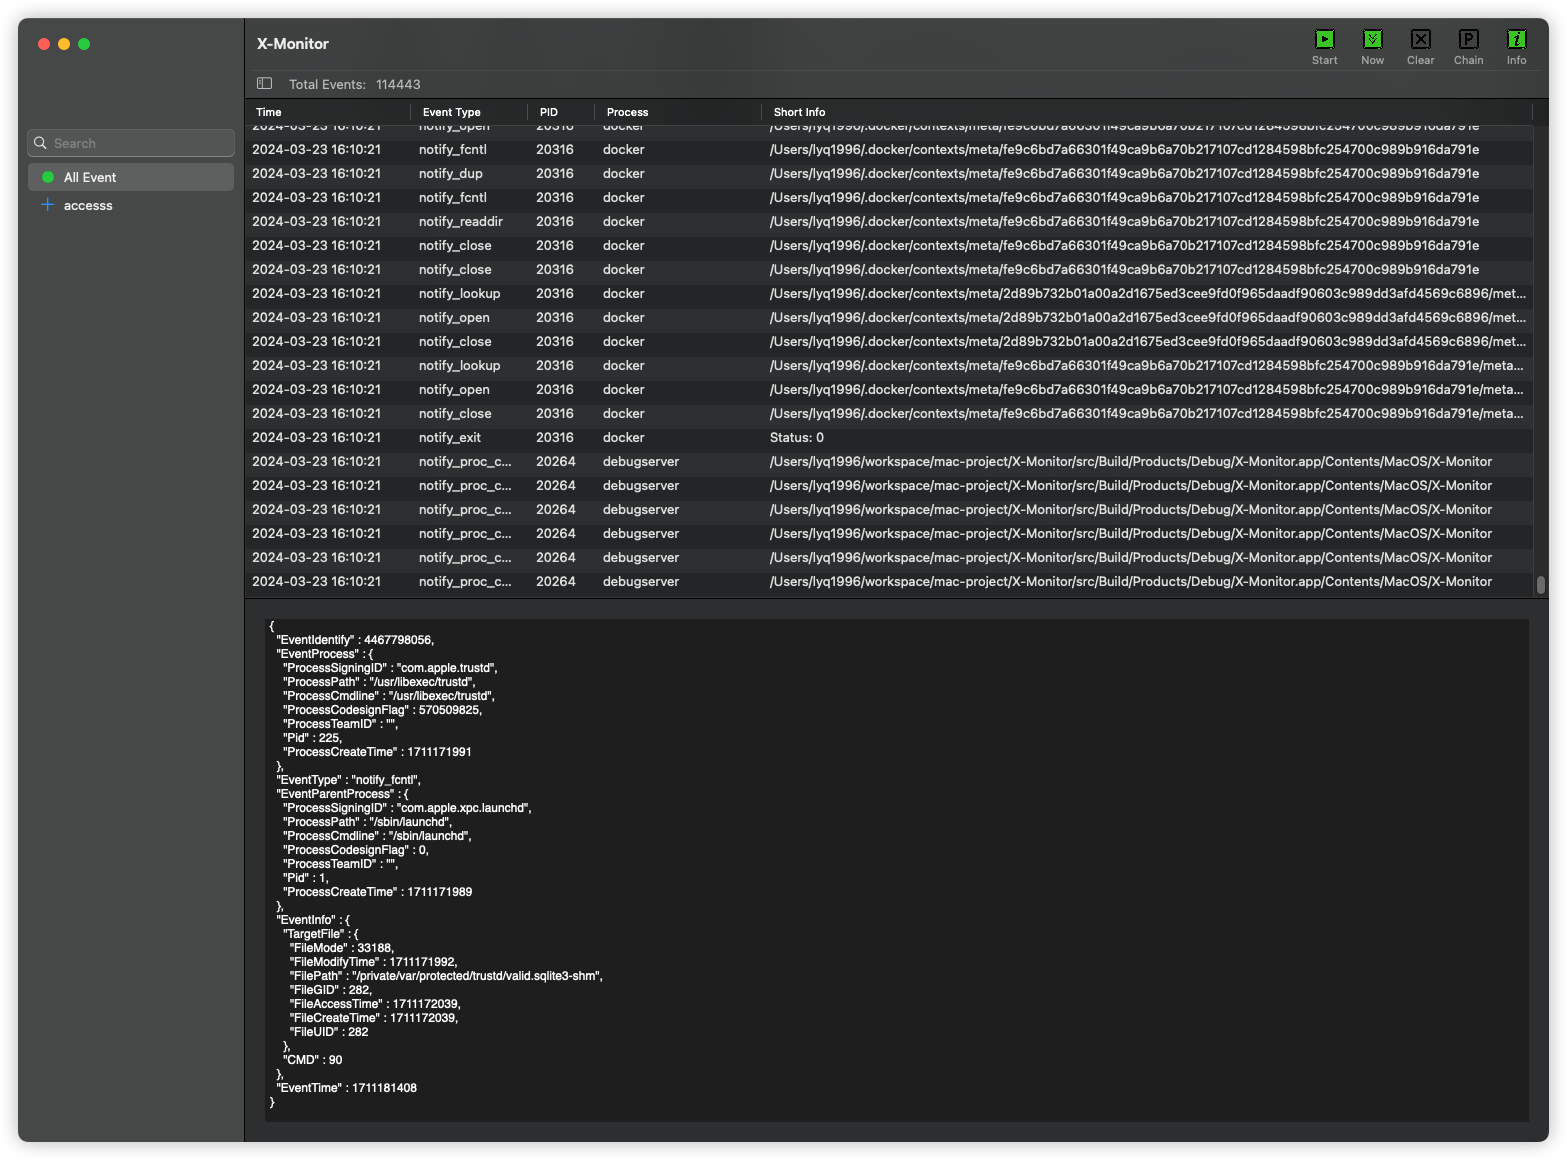 X-Monitor
Start Now Clear Chain Info
Total Events: 114443
Search
All Event
accesss
Time Event Type PID Process Short Info
2024-03-23 16:10:21 notify_open 20316 docker /Users/lyq1996/.docker/contexts/meta/fe9c6bd7a66301f49ca9b6a70b217107cd1284598bfc254700c989b916da791e
2024-03-23 16:10:21 notify_fcntl 20316 docker /Users/lyq1996/.docker/contexts/meta/fe9c6bd7a66301f49ca9b6a70b217107cd1284598bfc254700c989b916da791e
2024-03-23 16:10:21 notify_dup 20316 docker /Users/lyq1996/.docker/contexts/meta/fe9c6bd7a66301f49ca9b6a70b217107cd1284598bfc254700c989b916da791e
2024-03-23 16:10:21 notify_fcntl 20316 docker /Users/lyq1996/.docker/contexts/meta/fe9c6bd7a66301f49ca9b6a70b217107cd1284598bfc254700c989b916da791e
2024-03-23 16:10:21 notify_readdir 20316 docker /Users/lyq1996/.docker/contexts/meta/fe9c6bd7a66301f49ca9b6a70b217107cd1284598bfc254700c989b916da791e
2024-03-23 16:10:21 notify_close 20316 docker /Users/lyq1996/.docker/contexts/meta/fe9c6bd7a66301f49ca9b6a70b217107cd1284598bfc254700c989b916da791e
2024-03-23 16:10:21 notify_close 20316 docker /Users/lyq1996/.docker/contexts/meta/fe9c6bd7a66301f49ca9b6a70b217107cd1284598bfc254700c989b916da791e
2024-03-23 16:10:21 notify_lookup 20316 docker /Users/lyq1996/.docker/contexts/meta/2d89b732b01a00a2d1675ed3cee9fd0f965daadf90603c989dd3afd4569c6896/met...
2024-03-23 16:10:21 notify_open 20316 docker /Users/lyq1996/.docker/contexts/meta/2d89b732b01a00a2d1675ed3cee9fd0f965daadf90603c989dd3afd4569c6896/met...
2024-03-23 16:10:21 notify_close 20316 docker /Users/lyq1996/.docker/contexts/meta/2d89b732b01a00a2d1675ed3cee9fd0f965daadf90603c989dd3afd4569c6896/met...
2024-03-23 16:10:21 notify_lookup 20316 docker /Users/lyq1996/.docker/contexts/meta/fe9c6bd7a66301f49ca9b6a70b217107cd1284598bfc254700c989b916da791e/meta...
2024-03-23 16:10:21 notify_open 20316 docker /Users/lyq1996/.docker/contexts/meta/fe9c6bd7a66301f49ca9b6a70b217107cd1284598bfc254700c989b916da791e/meta...
2024-03-23 16:10:21 notify_close 20316 docker /Users/lyq1996/.docker/contexts/meta/fe9c6bd7a66301f49ca9b6a70b217107cd1284598bfc254700c989b916da791e/meta...
2024-03-23 16:10:21 notify_exit 20316 docker Status: 0
2024-03-23 16:10:21 notify_proc_c... 20264 debugserver /Users/lyq1996/workspace/mac-project/X-Monitor/src/Build/Products/Debug/X-Monitor.app/Contents/MacOS/X-Monitor
2024-03-23 16:10:21 notify_proc_c... 20264 debugserver /Users/lyq1996/workspace/mac-project/X-Monitor/src/Build/Products/Debug/X-Monitor.app/Contents/MacOS/X-Monitor
2024-03-23 16:10:21 notify_proc_c... 20264 debugserver /Users/lyq1996/workspace/mac-project/X-Monitor/src/Build/Products/Debug/X-Monitor.app/Contents/MacOS/X-Monitor
2024-03-23 16:10:21 notify_proc_c... 20264 debugserver /Users/lyq1996/workspace/mac-project/X-Monitor/src/Build/Products/Debug/X-Monitor.app/Contents/MacOS/X-Monitor
2024-03-23 16:10:21 notify_proc_c... 20264 debugserver /Users/lyq1996/workspace/mac-project/X-Monitor/src/Build/Products/Debug/X-Monitor.app/Contents/MacOS/X-Monitor
2024-03-23 16:10:21 notify_proc_c... 20264 debugserver /Users/lyq1996/workspace/mac-project/X-Monitor/src/Build/Products/Debug/X-Monitor.app/Contents/MacOS/X-Monitor
{
"EventIdentify" : 4467798056,
"EventProcess" : {
"ProcessSigningID" : "com.apple.trustd",
"ProcessPath" : "/usr/libexec/trustd",
"ProcessCmdline" : "/usr/libexec/trustd",
"ProcessCodesignFlag" : 570509825,
"ProcessTeamID" : "",
"Pid" : 225,
"ProcessCreateTime" : 1711171991
},
"EventType" : "notify_fcntl",
"EventParentProcess" : {
"ProcessSigningID" : "com.apple.xpc.launchd",
"ProcessPath" : "/sbin/launchd",
"ProcessCmdline" : "/sbin/launchd",
"ProcessCodesignFlag" : 0,
"ProcessTeamID" : "",
"Pid" : 1,
"ProcessCreateTime" : 1711171989
},
"EventInfo" : {
"TargetFile" : {
"FileMode" : 33188,
"FileModifyTime" : 1711171992,
"FilePath" : "/private/var/protected/trustd/valid.sqlite3-shm",
"FileGID" : 282,
"FileAccessTime" : 1711172039,
"FileCreateTime" : 1711172039,
"FileUID" : 282
},
"CMD" : 90
},
"EventTime" : 1711181408
}